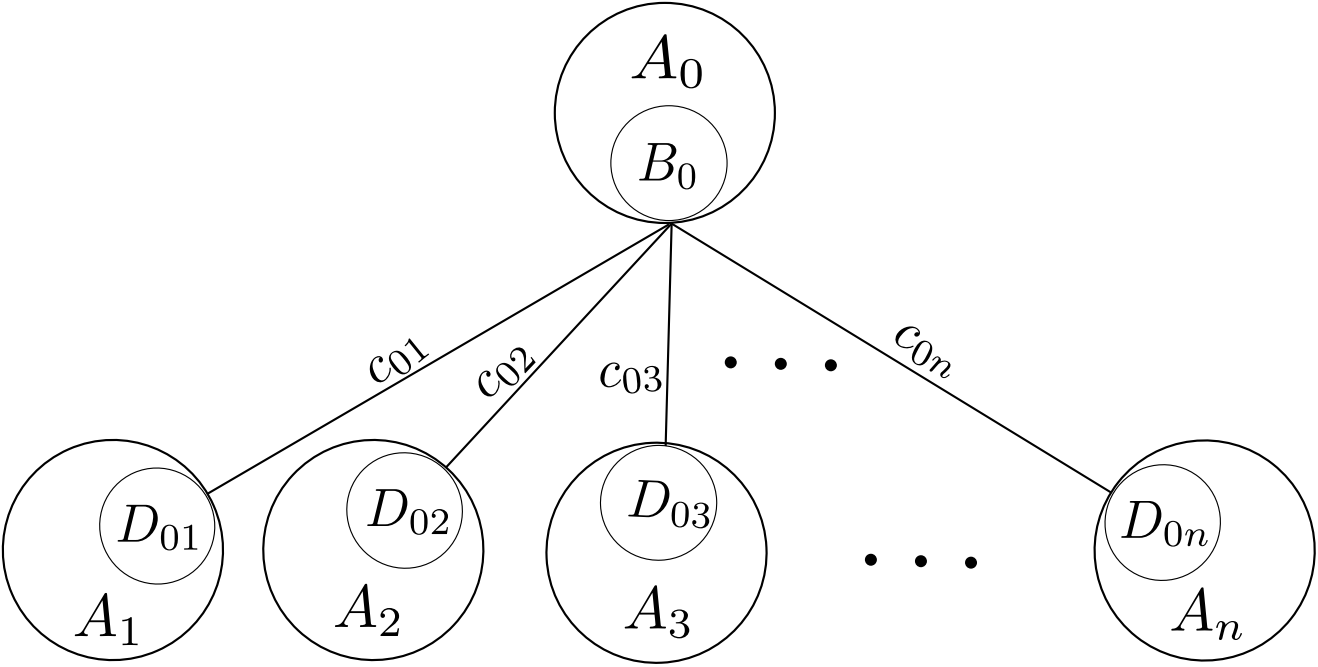 A₀
B₀
c₀₁
c₀₂
c₀₃
c₀ₙ
D₀₁
D₀₂
D₀₃
D₀ₙ
A₁
A₂
A₃
Aₙ